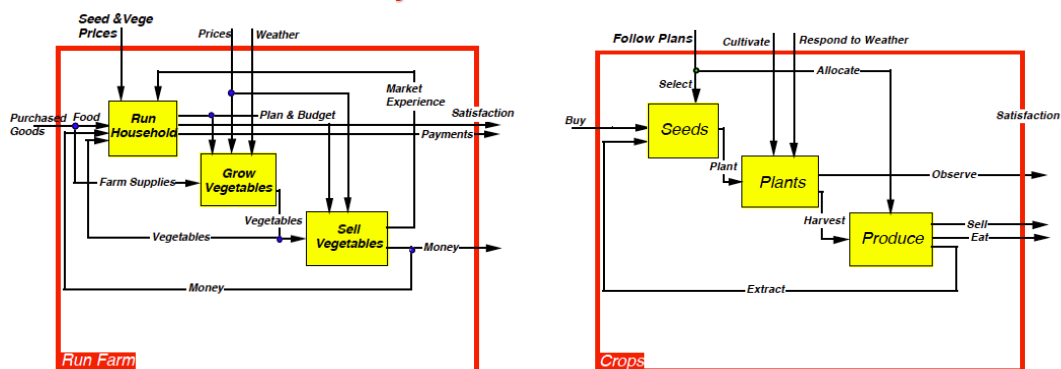 Seed &Vege
Prices
Prices
Weather
Market
Experience
Purchased
Goods
Food
Run
Household
Plan & Budget
Satisfaction
Payments
Farm Supplies
Grow
Vegetables
Vegetables
Vegetables
Sell
Vegetables
Money
Money
Run Farm
Follow Plans
Cultivate
Respond to Weather
Select
Allocate
Buy
Seeds
Satisfaction
Plant
Plants
Observe
Harvest
Produce
Sell
Eat
Extract
Crops